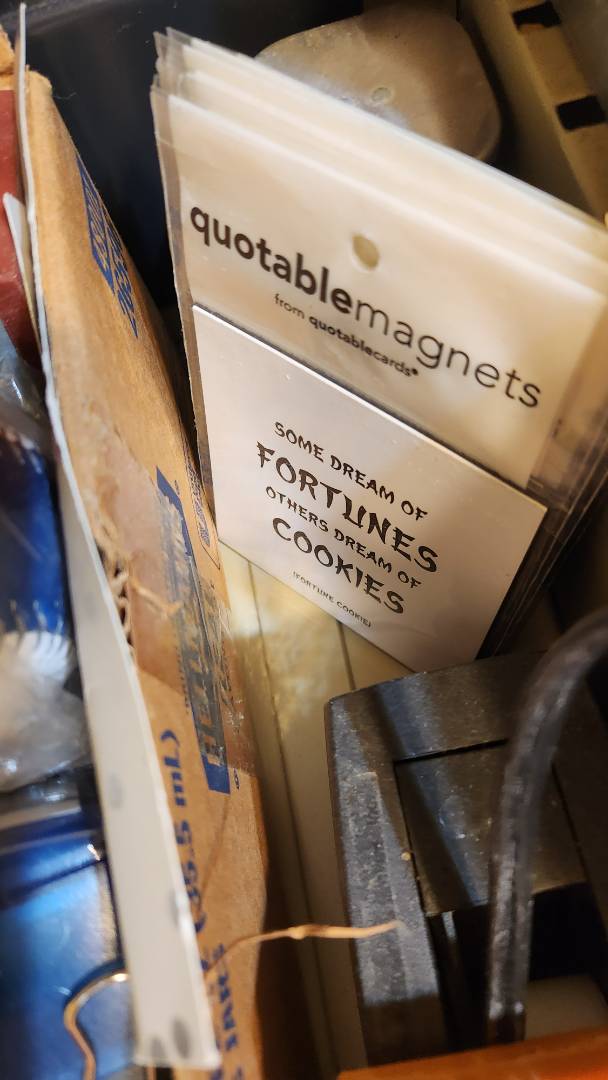 quotablemagnets
from quotablecards®
SOME DREAM OF
FORTUNES
OTHERS DREAM OF
COOKIES
(FORTUNE COOKIE)
(35.5 mL)